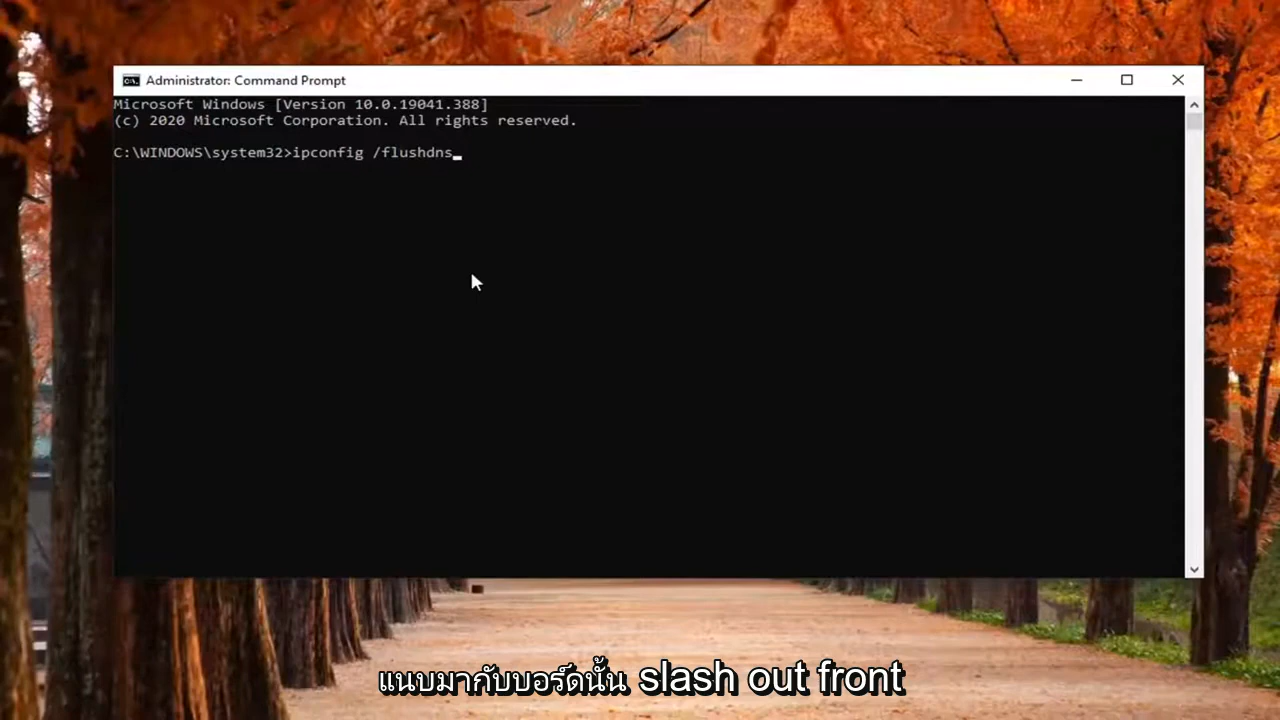 Administrator: Command Prompt
Microsoft Windows [Version 10.0.19041.388]
(c) 2020 Microsoft Corporation. All rights reserved.
C:\WINDOWS\system32>ipconfig /flushdns
แนบมากับบอร์ดนั้น slash out front